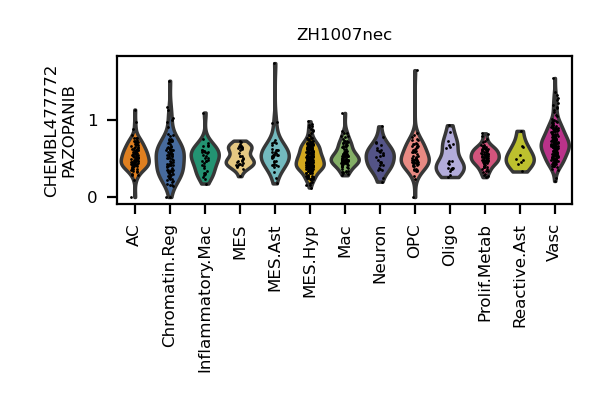 ZH1007nec
CHEMBL477772
PAZOPANIB
1
0
AC
Chromatin.Reg
Inflammatory.Mac
MES
MES.Ast
MES.Hyp
Mac
Neuron
OPC
Oligo
Prolif.Metab
Reactive.Ast
Vasc